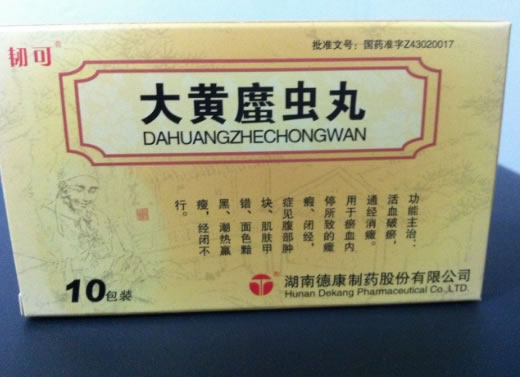 韧可®
批准文号：国药准字Z43020017
大黄䗪虫丸
DAHUANGZHECHONGWAN
功能主治：
活血破瘀，
通经消癥。
用于瘀血内
停所致的癥
瘕、闭经，
症见腹部肿
块、肌肤甲
错、面色黯
黑、潮热羸
瘦，经闭不
行。
10包装
湖南德康制药股份有限公司
Hunan Dekang Pharmaceutical Co.,LTD.